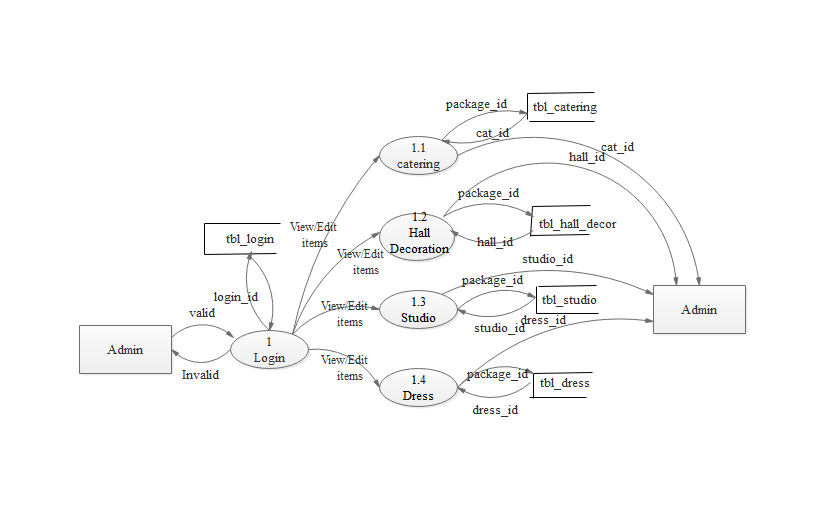 package_id
tbl_catering
cat_id
1.1
catering
cat_id
hall_id
package_id
1.2
Hall
Decoration
tbl_hall_decor
hall_id
View/Edit
items
tbl_login
View/Edit
items
studio_id
package_id
login_id
1.3
Studio
tbl_studio
View/Edit
items
valid
studio_id
dress_id
Admin
Admin
1
Login
Invalid
View/Edit
items
1.4
Dress
package_id
tbl_dress
dress_id